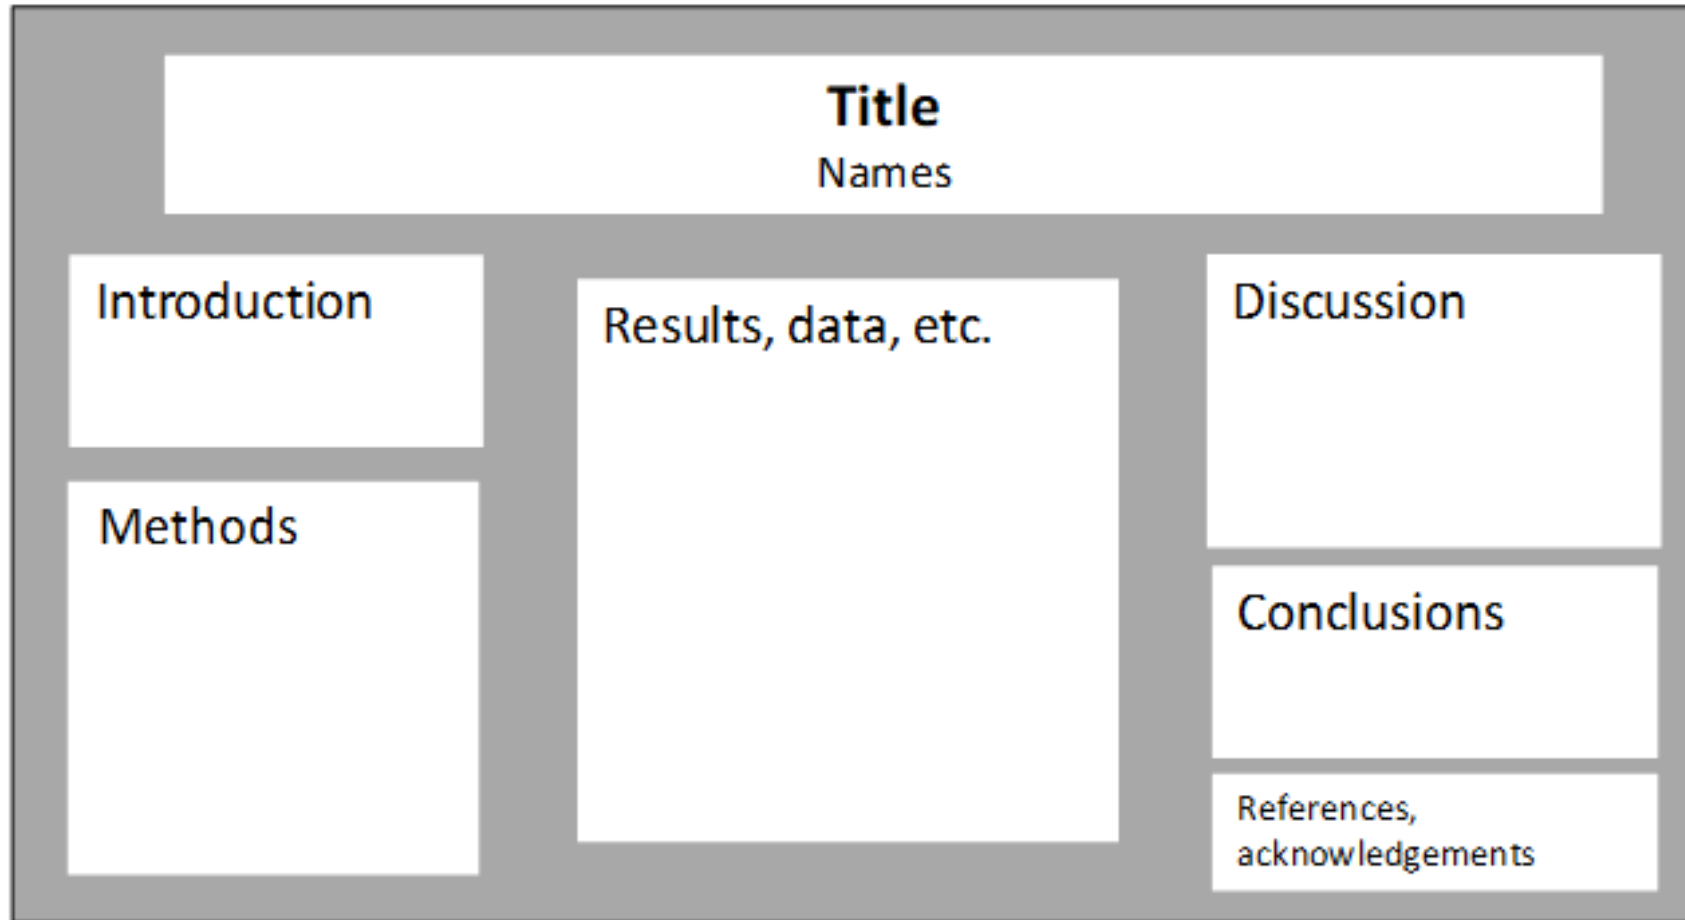 Title
Names
Introduction
Methods
Results, data, etc.
Discussion
Conclusions
References,
acknowledgements